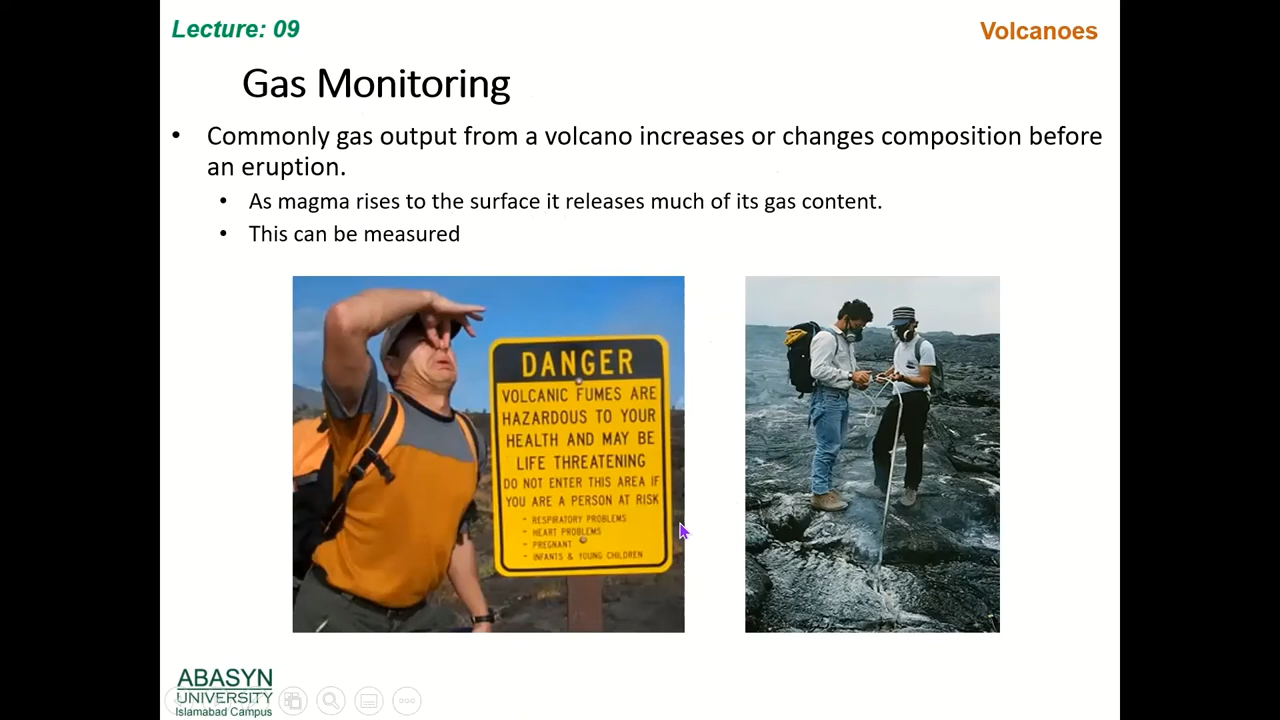 Lecture: 09
Volcanoes
Gas Monitoring
• Commonly gas output from a volcano increases or changes composition before
an eruption.
• As magma rises to the surface it releases much of its gas content.
• This can be measured
DANGER
VOLCANIC FUMES ARE
HAZARDOUS TO YOUR
HEALTH AND MAY BE
LIFE THREATENING
DO NOT ENTER THIS AREA IF
YOU ARE A PERSON AT RISK
- RESPIRATORY PROBLEMS
- HEART PROBLEMS
- PREGNANT
- INFANTS & YOUNG CHILDREN
ABASYN
UNIVERSITY
Islamabad Campus